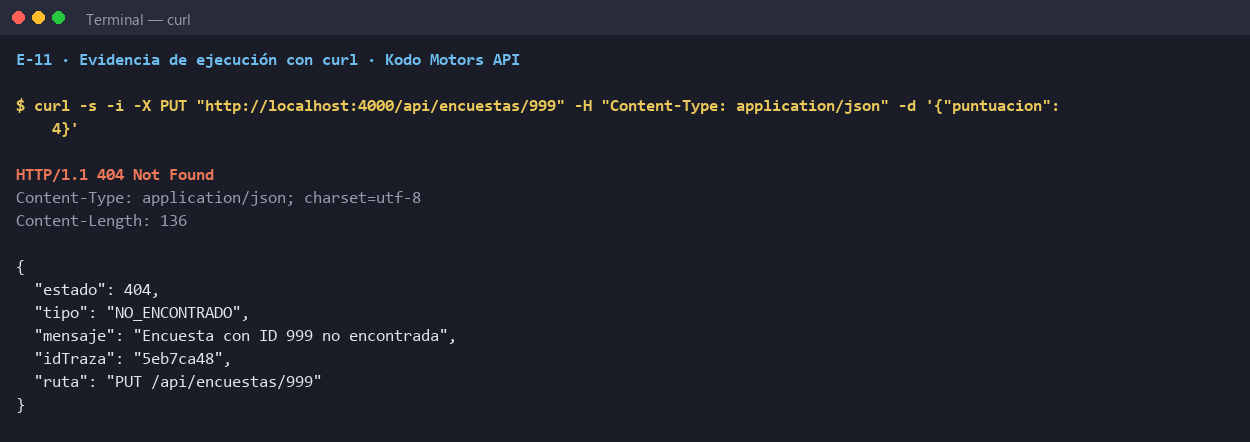 Terminal — curl
E-11 · Evidencia de ejecución con curl · Kodo Motors API
$ curl -s -i -X PUT "http://localhost:4000/api/encuestas/999" -H "Content-Type: application/json" -d '{"puntuacion":
4}'
HTTP/1.1 404 Not Found
Content-Type: application/json; charset=utf-8
Content-Length: 136
{
"estado": 404,
"tipo": "NO_ENCONTRADO",
"mensaje": "Encuesta con ID 999 no encontrada",
"idTraza": "5eb7ca48",
"ruta": "PUT /api/encuestas/999"
}